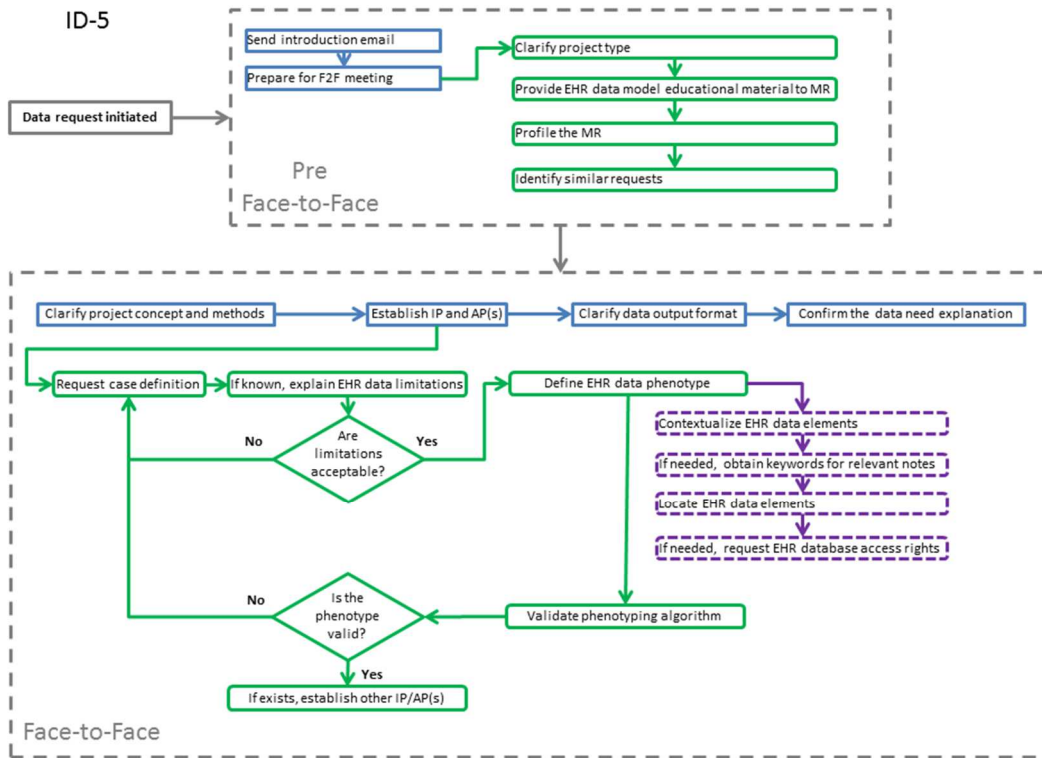 ID-5
Send introduction email
Prepare for F2F meeting
Clarify project type
Provide EHR data model educational material to MR
Profile the MR
Identify similar requests
Data request initiated
Pre
Face-to-Face
Clarify project concept and methods
Establish IP and AP(s)
Clarify data output format
Confirm the data need explanation
Request case definition
If known, explain EHR data limitations
Define EHR data phenotype
No
Are
limitations
acceptable?
Yes
Contextualize EHR data elements
If needed, obtain keywords for relevant notes
Locate EHR data elements
If needed, request EHR database access rights
No
Is the
phenotype
valid?
Validate phenotyping algorithm
Yes
If exists, establish other IP/AP(s)
Face-to-Face